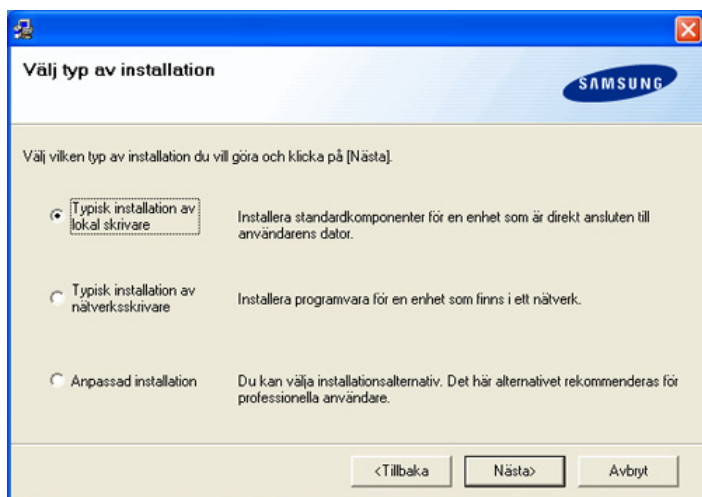 Välj typ av installation
SAMSUNG
Välj vilken typ av installation du vill göra och klicka på [Nästa].
Typisk installation av
lokal skrivare
Installera standardkomponenter för en enhet som är direkt ansluten till
användarens dator.
Typisk installation av
nätverksskrivare
Installera programvara för en enhet som finns i ett nätverk.
Anpassad installation
Du kan välja installationsalternativ. Det här alternativet rekommenderas för
professionella användare.
<Tillbaka
Nästa>
Avbryt